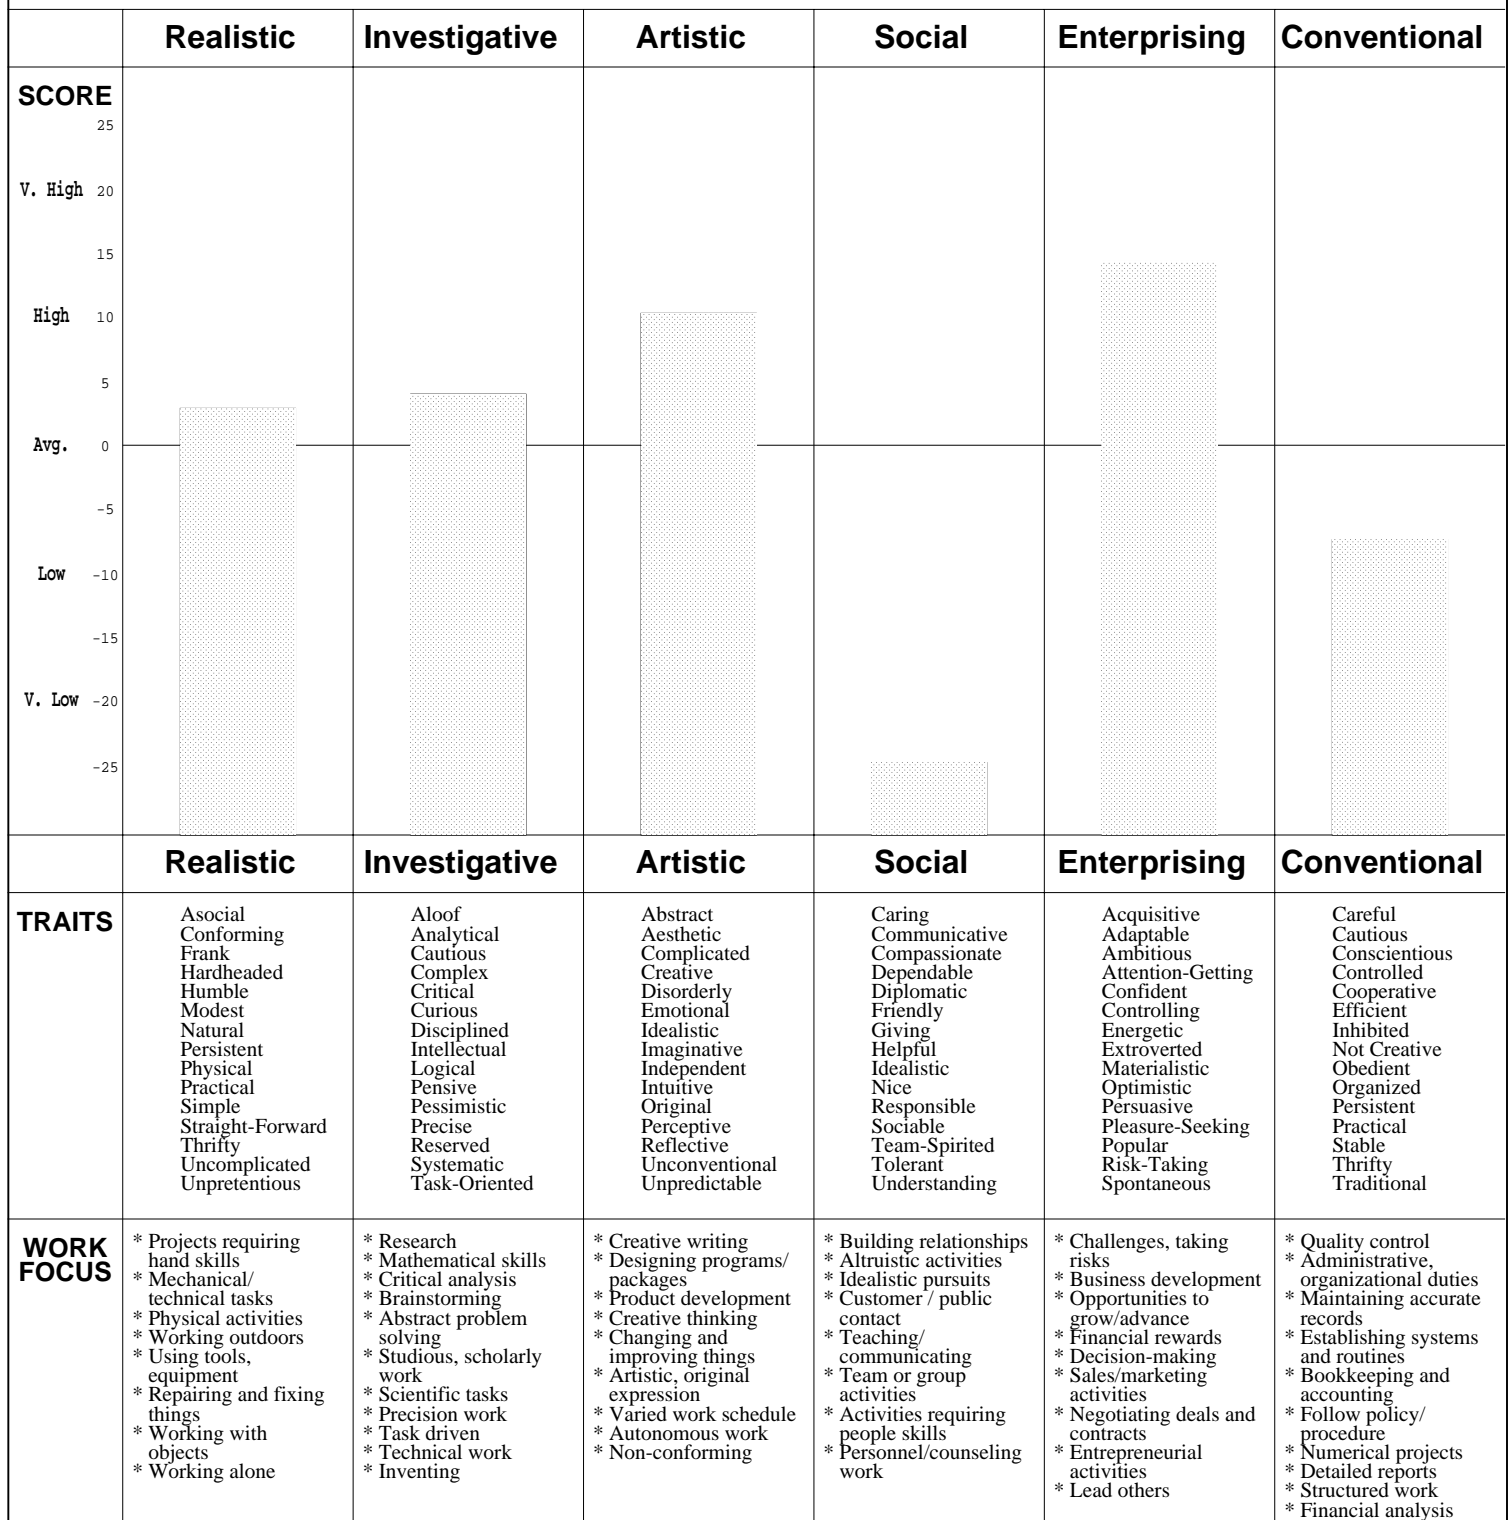 Realistic Investigative Artistic Social Enterprising Conventional
SCORE
25
V. High 20
15
High 10
5
Avg. 0
-5
Low -10
-15
V. Low -20
-25
Realistic Investigative Artistic Social Enterprising Conventional
TRAITS
Asocial
Conforming
Frank
Hardheaded
Humble
Modest
Natural
Persistent
Physical
Practical
Simple
Straight-Forward
Thrifty
Uncomplicated
Unpretentious
Aloof
Analytical
Cautious
Complex
Critical
Curious
Disciplined
Intellectual
Logical
Pensive
Pessimistic
Precise
Reserved
Systematic
Task-Oriented
Abstract
Aesthetic
Complicated
Creative
Disorderly
Emotional
Idealistic
Imaginative
Independent
Intuitive
Original
Perceptive
Reflective
Unconventional
Unpredictable
Caring
Communicative
Compassionate
Dependable
Diplomatic
Friendly
Giving
Helpful
Idealistic
Nice
Responsible
Sociable
Team-Spirited
Tolerant
Understanding
Acquisitive
Adaptable
Ambitious
Attention-Getting
Confident
Controlling
Energetic
Extroverted
Materialistic
Optimistic
Persuasive
Pleasure-Seeking
Popular
Risk-Taking
Spontaneous
Careful
Cautious
Conscientious
Controlled
Cooperative
Efficient
Inhibited
Not Creative
Obedient
Organized
Persistent
Practical
Stable
Thrifty
Traditional
WORK
FOCUS
* Projects requiring
hand skills
* Mechanical/
technical tasks
* Physical activities
* Working outdoors
* Using tools,
equipment
* Repairing and fixing
things
* Working with
objects
* Working alone
* Research
* Mathematical skills
* Critical analysis
* Brainstorming
* Abstract problem
solving
* Studious, scholarly
work
* Scientific tasks
* Precision work
* Task driven
* Technical work
* Inventing
* Creative writing
* Designing programs/
packages
* Product development
* Creative thinking
* Changing and
improving things
* Artistic, original
expression
* Varied work schedule
* Autonomous work
* Non-conforming
* Building relationships
* Altruistic activities
* Idealistic pursuits
* Customer / public
contact
* Teaching/
communicating
* Team or group
activities
* Activities requiring
people skills
* Personnel/counseling
work
* Challenges, taking
risks
* Business development
* Opportunities to
grow/advance
* Financial rewards
* Decision-making
* Sales/marketing
activities
* Negotiating deals and
contracts
* Entrepreneurial
activities
* Lead others
* Quality control
* Administrative,
organizational duties
* Maintaining accurate
records
* Establishing systems
and routines
* Bookkeeping and
accounting
* Follow policy/
procedure
* Numerical projects
* Detailed reports
* Structured work
* Financial analysis